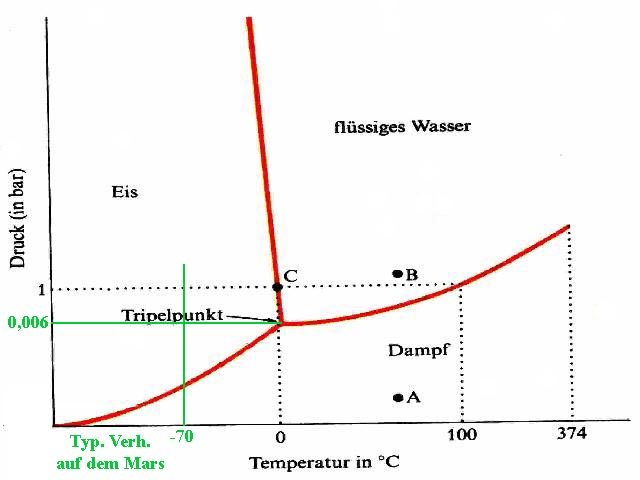 flüssiges Wasser
Eis
Druck (in bar)
C
B
1
Tripelpunkt
0,006
Dampf
A
Typ. Verh.
auf dem Mars
-70
0
100
374
Temperatur in °C